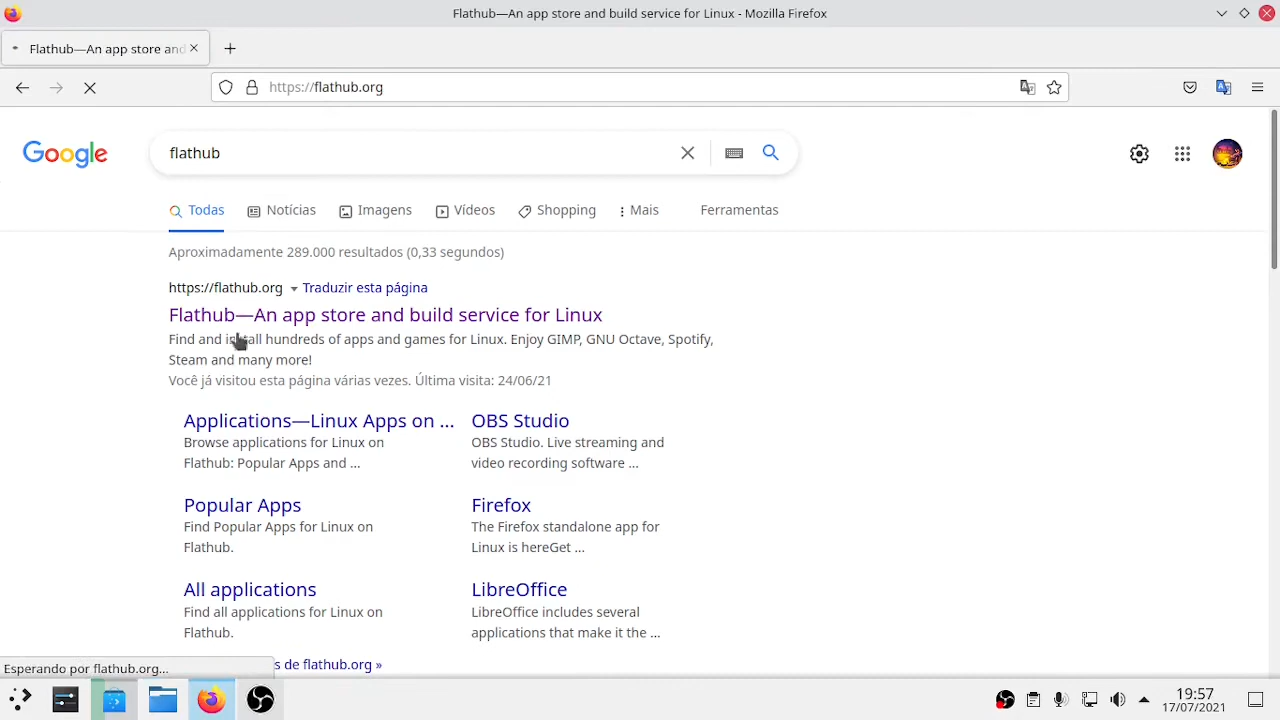 Flathub—An app store and build service for Linux - Mozilla Firefox
Flathub—An app store and
https://flathub.org
Google
flathub
Todas
Notícias
Imagens
Vídeos
Shopping
Mais
Ferramentas
Aproximadamente 289.000 resultados (0,33 segundos)
https://flathub.org Traduzir esta página
Flathub—An app store and build service for Linux
Find and install hundreds of apps and games for Linux. Enjoy GIMP, GNU Octave, Spotify,
Steam and many more!
Você já visitou esta página várias vezes. Última visita: 24/06/21
Applications—Linux Apps on ...
Browse applications for Linux on
Flathub: Popular Apps and ...
OBS Studio
OBS Studio. Live streaming and
video recording software ...
Popular Apps
Find Popular Apps for Linux on
Flathub.
Firefox
The Firefox standalone app for
Linux is hereGet ...
All applications
Find all applications for Linux on
Flathub.
LibreOffice
LibreOffice includes several
applications that make it the ...
s de flathub.org »
Esperando por flathub.org...
19:57
17/07/2021